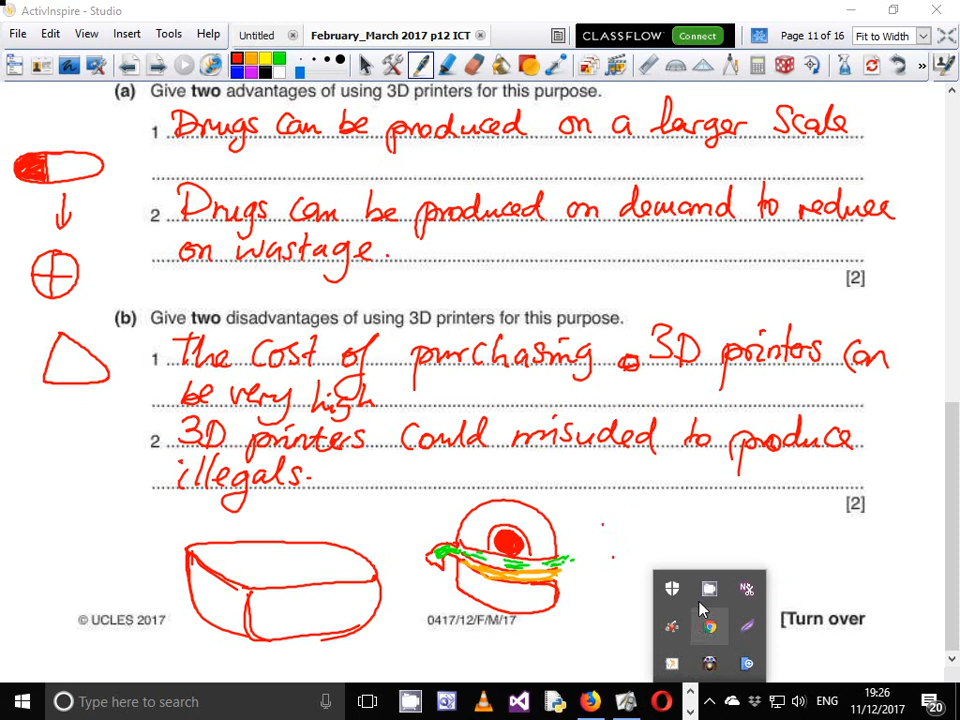 ActivInspire - Studio
File Edit View Insert Tools Help Untitled February_March 2017 p12 ICT CLASSFLOW Connect Page 11 of 16 Fit to Width
(a) Give two advantages of using 3D printers for this purpose.
1 Drugs can be produced on a larger scale
2 Drugs can be produced on demand to reduce
on wastage.
[2]
(b) Give two disadvantages of using 3D printers for this purpose.
1 The cost of purchasing 3D printers can
be very high
2 3D printers could misuded to produce
illegals.
[2]
© UCLES 2017 0417/12/F/M/17 [Turn over
Type here to search ENG 19:26
11/12/2017 20